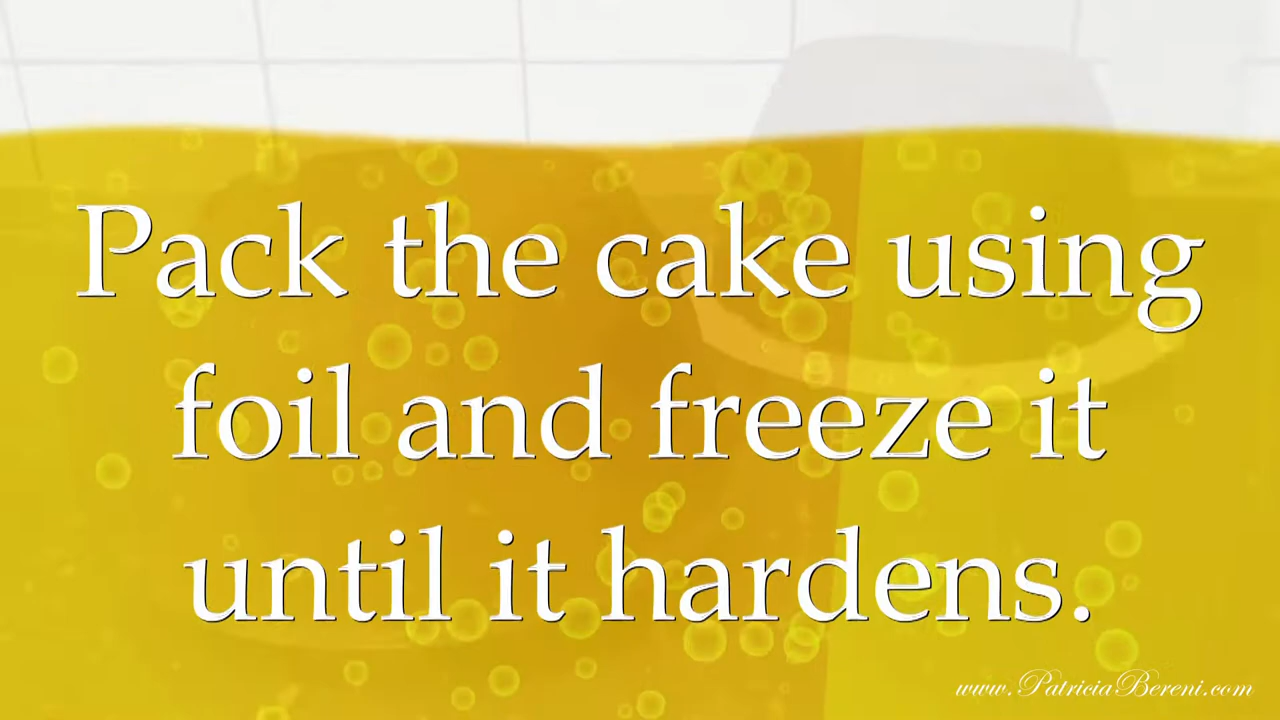 Pack the cake using
foil and freeze it
until it hardens.
www.PatriciaBereni.com